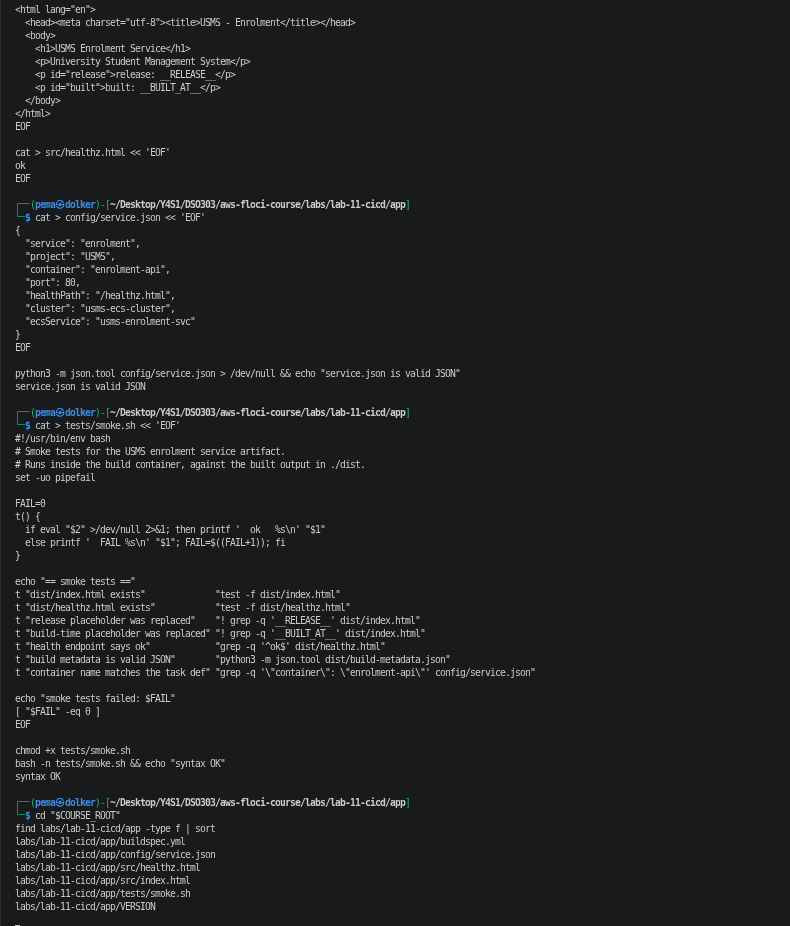 <html lang="en">
  <head><meta charset="utf-8"><title>USMS - Enrolment</title></head>
  <body>
    <h1>USMS Enrolment Service</h1>
    <p>University Student Management System</p>
    <p id="release">release: __RELEASE__</p>
    <p id="built">built: __BUILT_AT__</p>
  </body>
</html>
EOF

cat > src/healthz.html << 'EOF'
ok
EOF

┌──(pema㉿dolker)-[~/Desktop/Y4S1/DSO303/aws-floci-course/labs/lab-11-cicd/app]
└─$ cat > config/service.json << 'EOF'
{
  "service": "enrolment",
  "project": "USMS",
  "container": "enrolment-api",
  "port": 80,
  "healthPath": "/healthz.html",
  "cluster": "usms-ecs-cluster",
  "ecsService": "usms-enrolment-svc"
}
EOF

python3 -m json.tool config/service.json > /dev/null && echo "service.json is valid JSON"
service.json is valid JSON

┌──(pema㉿dolker)-[~/Desktop/Y4S1/DSO303/aws-floci-course/labs/lab-11-cicd/app]
└─$ cat > tests/smoke.sh << 'EOF'
#!/usr/bin/env bash
# Smoke tests for the USMS enrolment service artifact.
# Runs inside the build container, against the built output in ./dist.
set -uo pipefail

FAIL=0
t() {
  if eval "$2" >/dev/null 2>&1; then printf '  ok   %s\n' "$1"
  else printf '  FAIL %s\n' "$1"; FAIL=$((FAIL+1)); fi
}

echo "== smoke tests =="
t "dist/index.html exists"              "test -f dist/index.html"
t "dist/healthz.html exists"            "test -f dist/healthz.html"
t "release placeholder was replaced"    "! grep -q '__RELEASE__' dist/index.html"
t "build-time placeholder was replaced" "! grep -q '__BUILT_AT__' dist/index.html"
t "health endpoint says ok"             "grep -q '^ok$' dist/healthz.html"
t "build metadata is valid JSON"        "python3 -m json.tool dist/build-metadata.json"
t "container name matches the task def" "grep -q '\"container\": \"enrolment-api\"' config/service.json"

echo "smoke tests failed: $FAIL"
[ "$FAIL" -eq 0 ]
EOF

chmod +x tests/smoke.sh
bash -n tests/smoke.sh && echo "syntax OK"
syntax OK

┌──(pema㉿dolker)-[~/Desktop/Y4S1/DSO303/aws-floci-course/labs/lab-11-cicd/app]
└─$ cd "$COURSE_ROOT"
find labs/lab-11-cicd/app -type f | sort
labs/lab-11-cicd/app/buildspec.yml
labs/lab-11-cicd/app/config/service.json
labs/lab-11-cicd/app/src/healthz.html
labs/lab-11-cicd/app/src/index.html
labs/lab-11-cicd/app/tests/smoke.sh
labs/lab-11-cicd/app/VERSION